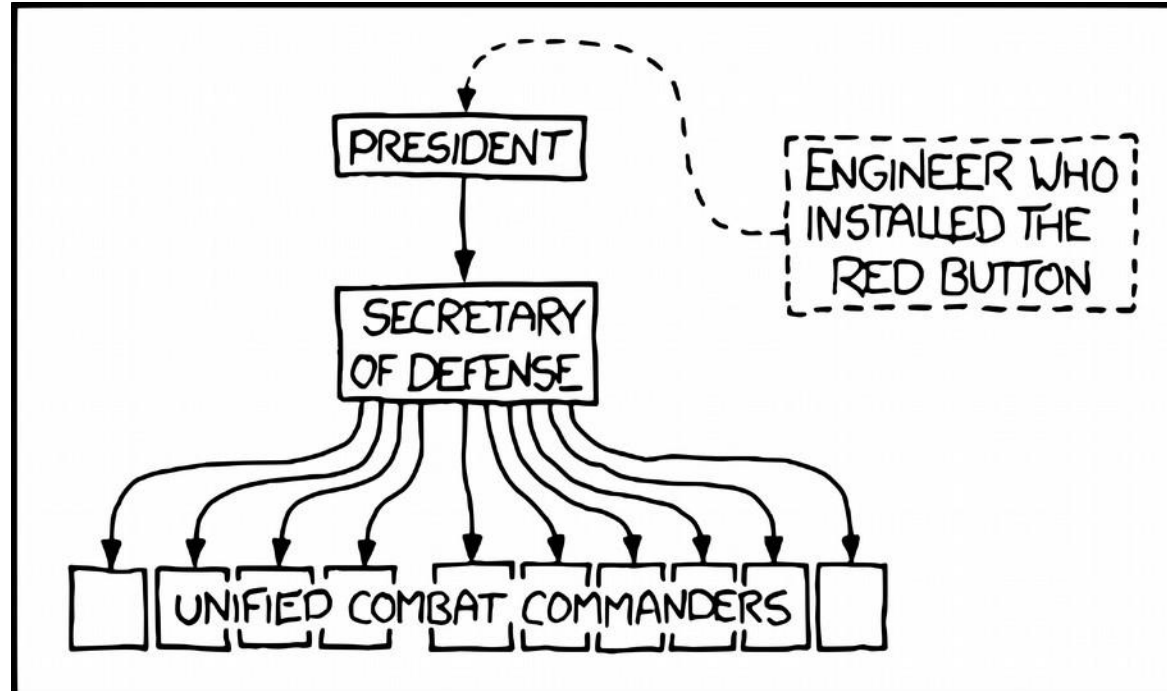 PRESIDENT
ENGINEER WHO
INSTALLED THE
RED BUTTON
SECRETARY
OF DEFENSE
UNIFIED COMBAT COMMANDERS